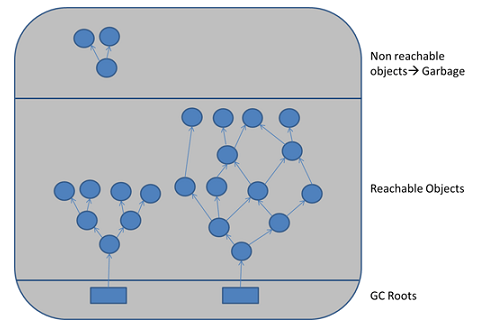 Non reachable
objects→ Garbage
Reachable Objects
GC Roots